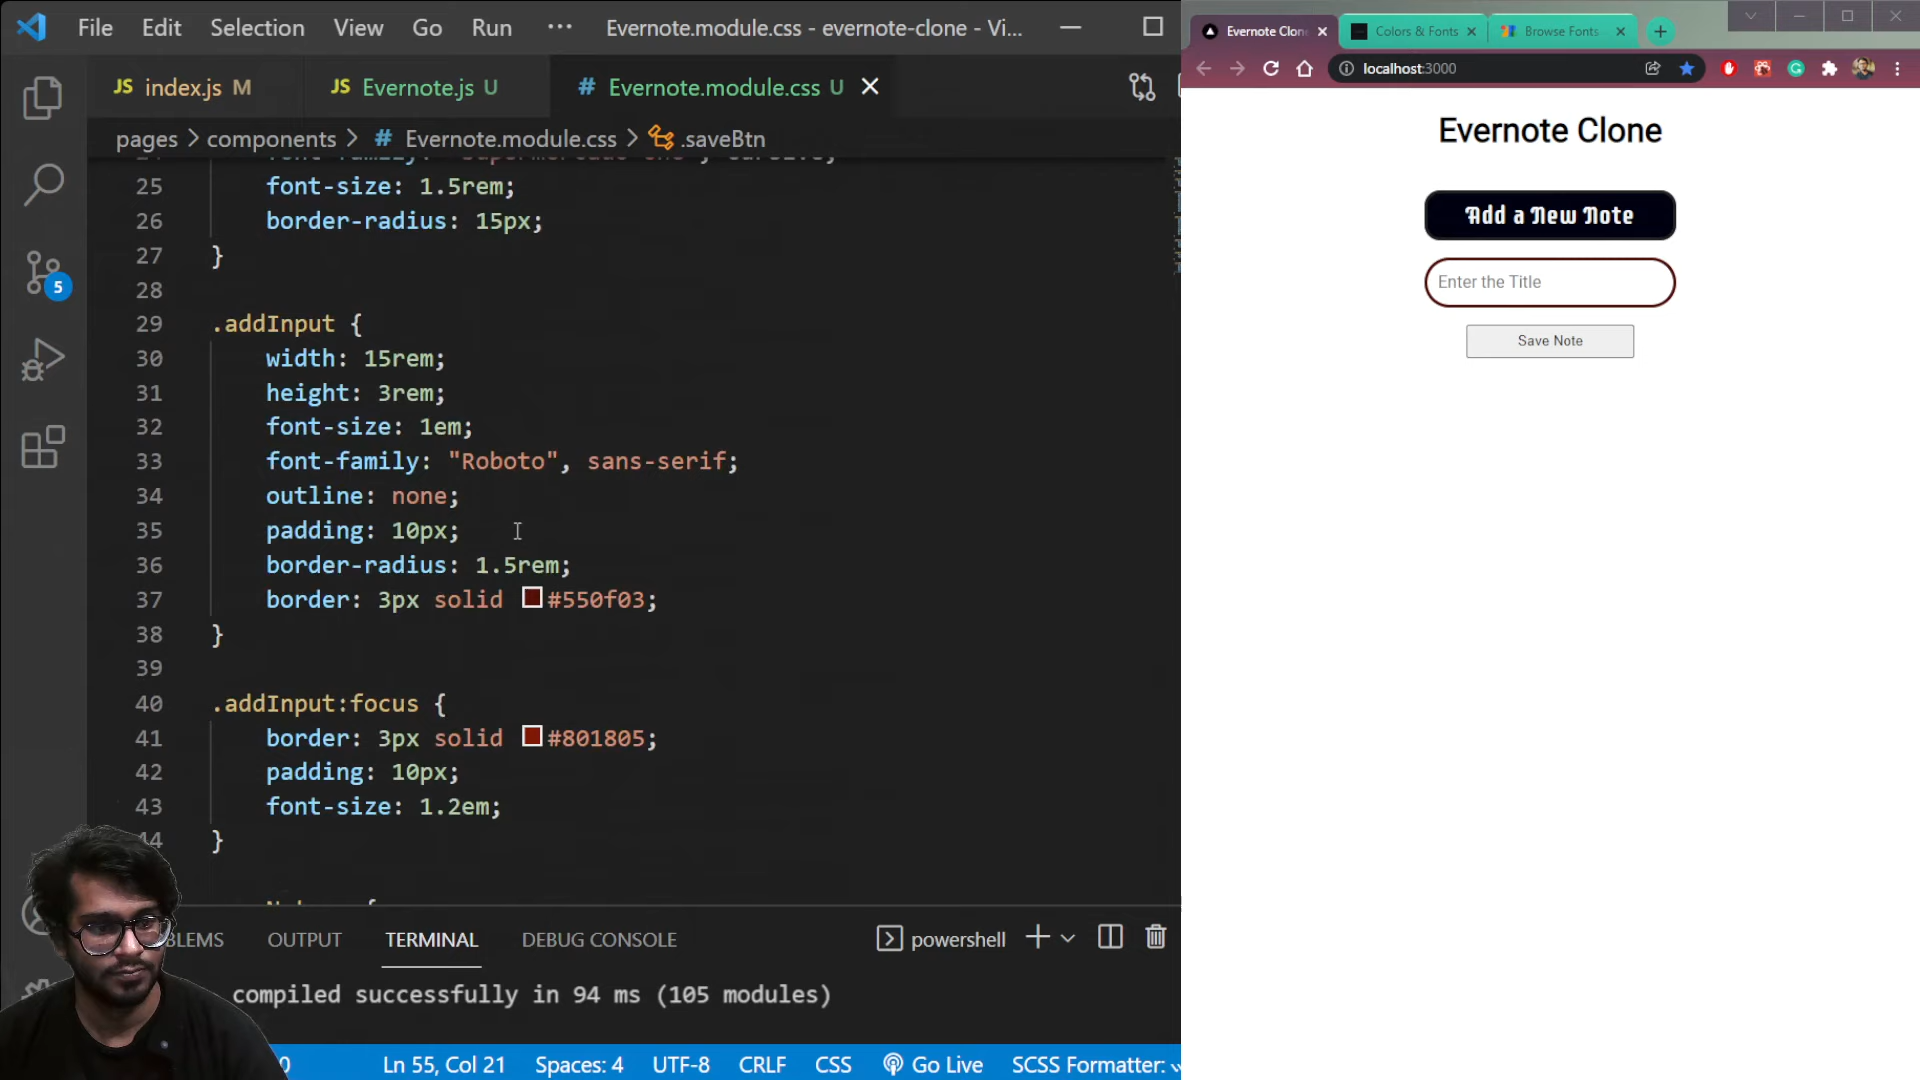 File Edit Selection View Go Run ··· Evernote.module.css - evernote-clone - Vi...
JS index.js M JS Evernote.js U # Evernote.module.css U
pages > components > # Evernote.module.css > .saveBtn
25 font-size: 1.5rem;
26 border-radius: 15px;
27 }
28
29 .addInput {
30 width: 15rem;
31 height: 3rem;
32 font-size: 1em;
33 font-family: "Roboto", sans-serif;
34 outline: none;
35 padding: 10px;
36 border-radius: 1.5rem;
37 border: 3px solid #550f03;
38 }
39
40 .addInput:focus {
41 border: 3px solid #801805;
42 padding: 10px;
43 font-size: 1.2em;
44 }
5
BLEMS OUTPUT TERMINAL DEBUG CONSOLE powershell
compiled successfully in 94 ms (105 modules)
0 Ln 55, Col 21 Spaces: 4 UTF-8 CRLF CSS Go Live SCSS Formatter:
Evernote Clon Colors & Fonts Browse Fonts
localhost:3000
Evernote Clone
Add a New Note
Enter the Title
Save Note